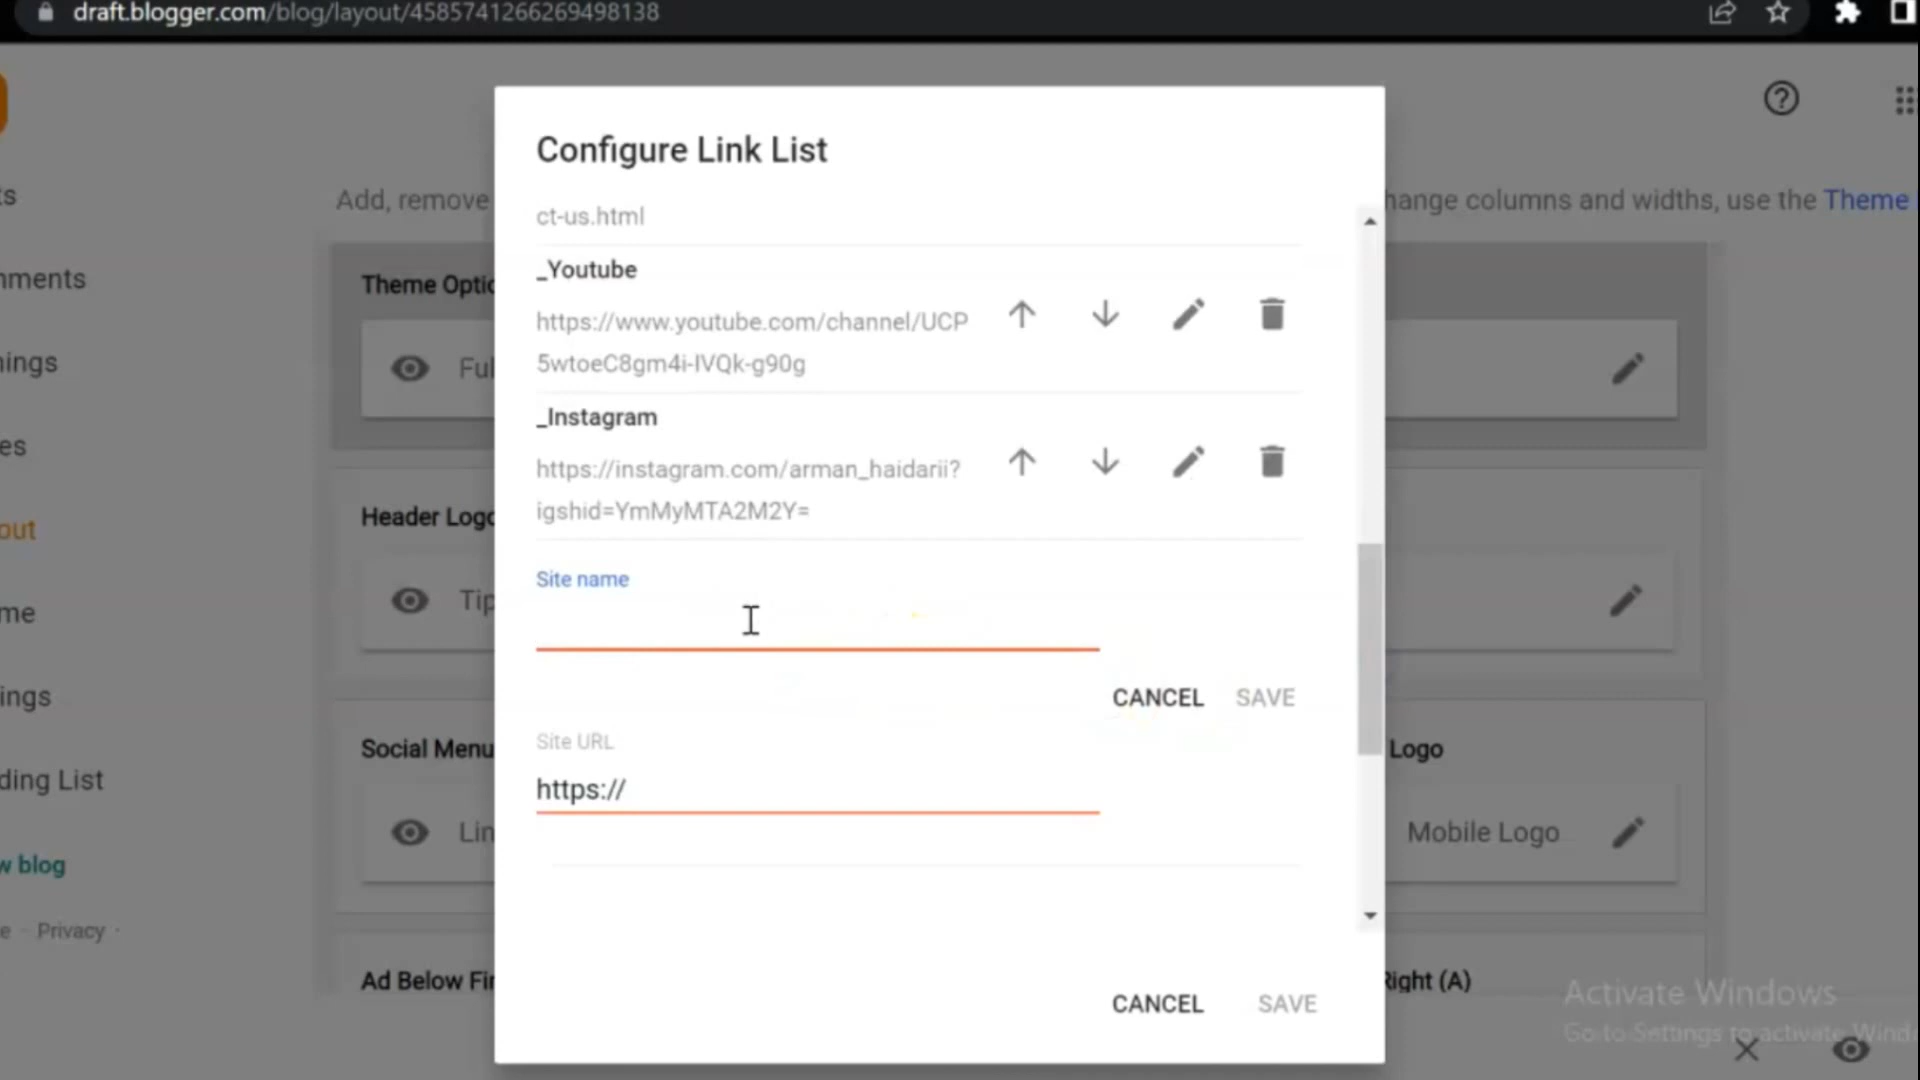 draft.blogger.com/blog/layout/4585741266269498138
Configure Link List
ct-us.html
Add, remove
hange columns and widths, use the Theme
_Youtube
https://www.youtube.com/channel/UCP
5wtoeC8gm4i-IVQk-g90g
_Instagram
https://instagram.com/arman_haidarii?
igshid=YmMyMTA2M2Y=
Site name
CANCEL SAVE
Site URL
https://
CANCEL SAVE
ts
nments
nings
es
out
me
ings
ding List
w blog
e · Privacy ·
Theme Optic
Ful
Header Logo
Tip
Social Menu
Lin
Logo
Mobile Logo
Ad Below Fir
Right (A)
Activate Windows
Go to Settings to activate Wind